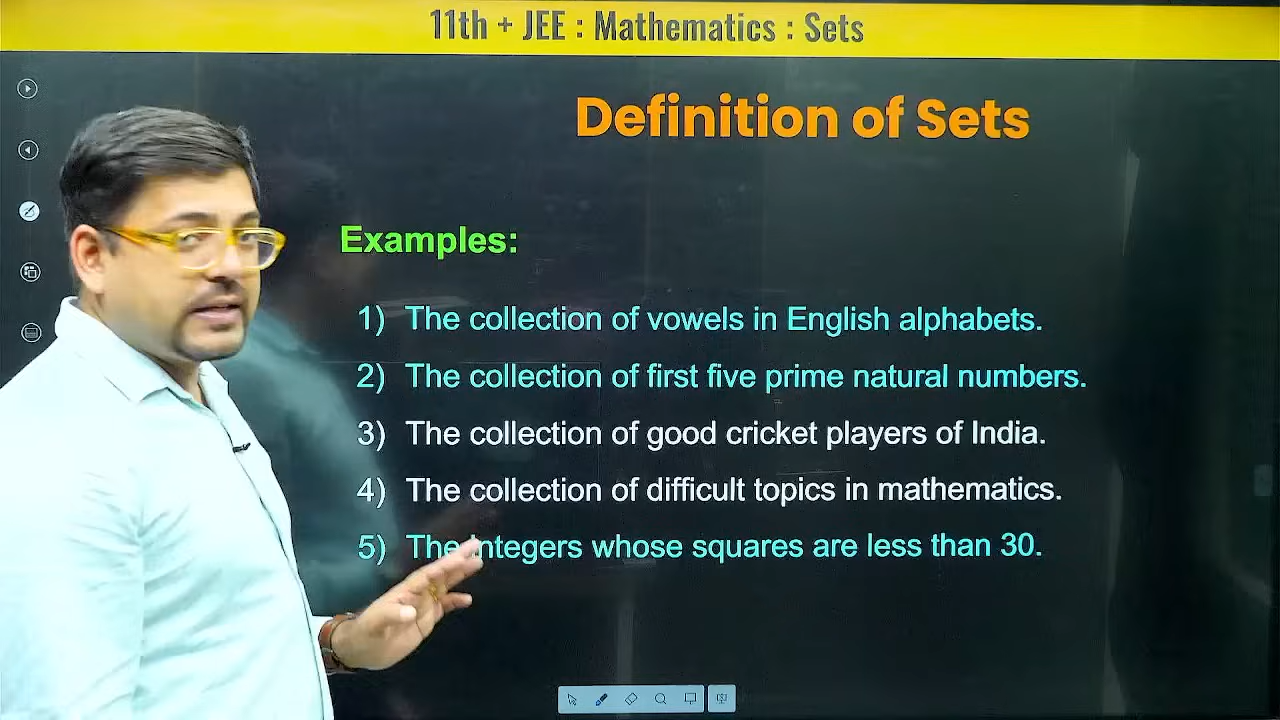 11th + JEE : Mathematics : Sets
Definition of Sets
Examples:
1) The collection of vowels in English alphabets.
2) The collection of first five prime natural numbers.
3) The collection of good cricket players of India.
4) The collection of difficult topics in mathematics.
5) The integers whose squares are less than 30.